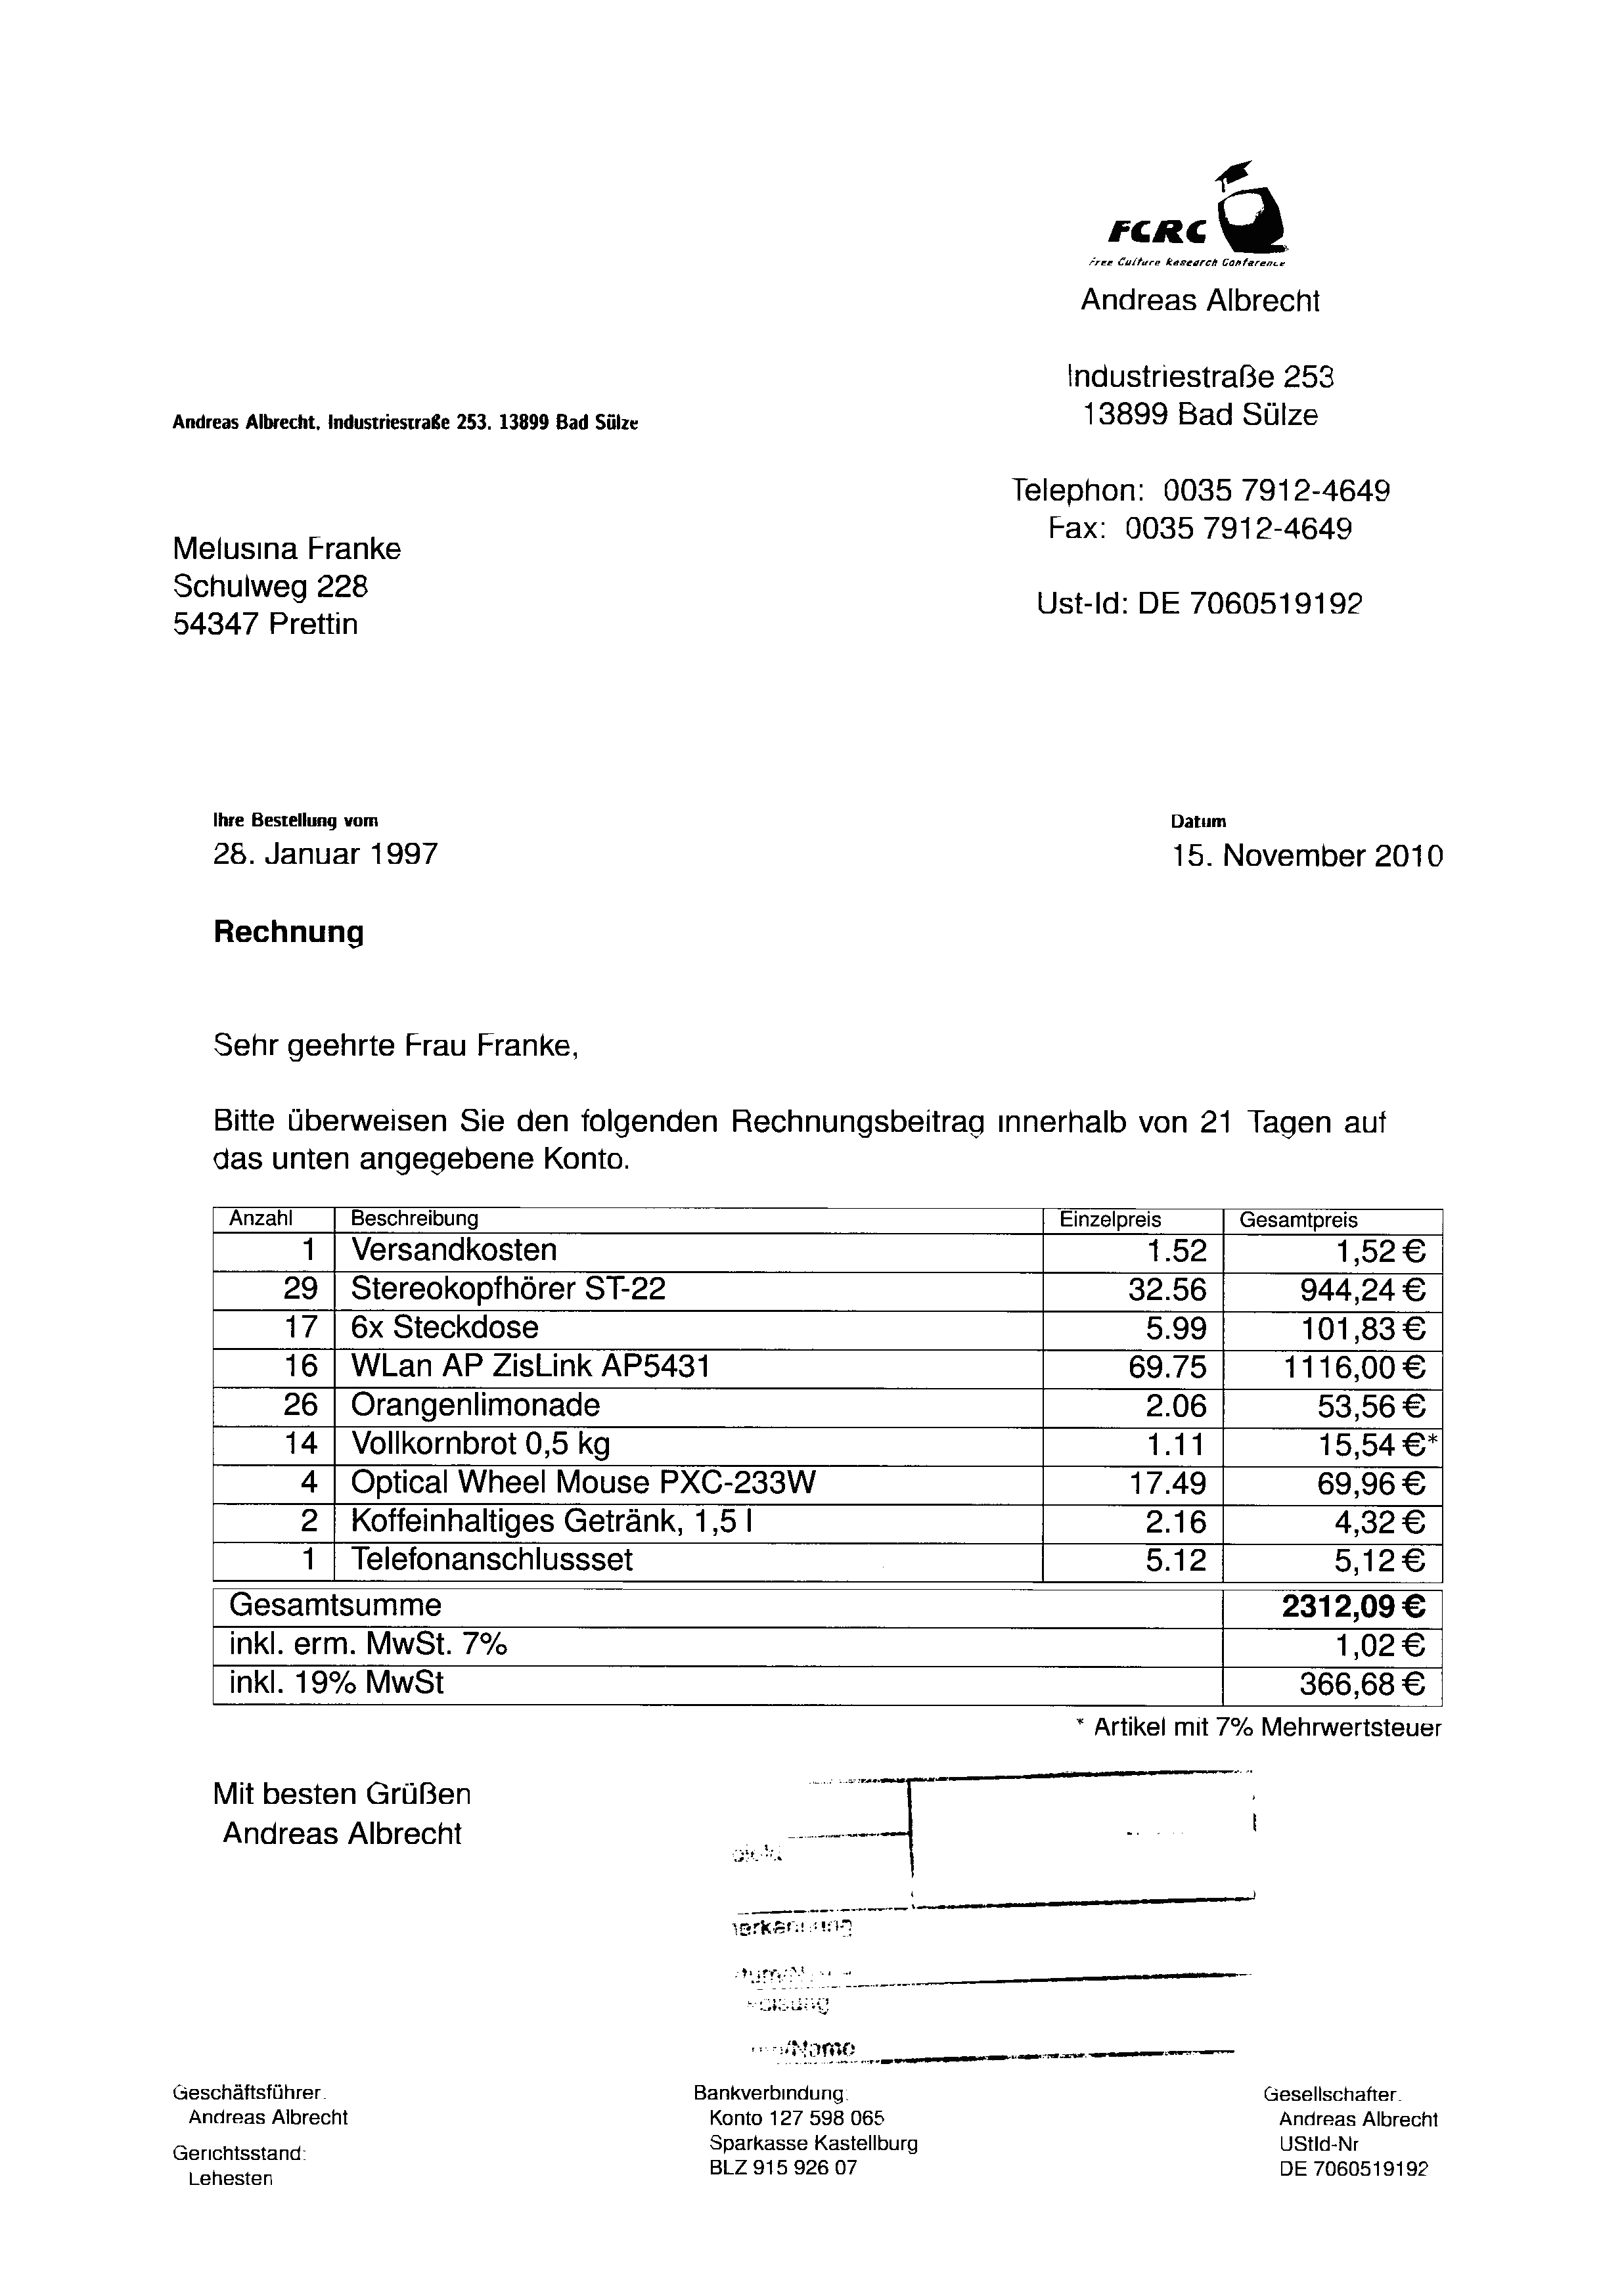 FCRC
Free Culture Research Conference
Andreas Albrecht
Industriestraße 253
13899 Bad Sülze
Andreas Albrecht, Industriestraße 253, 13899 Bad Sülze
Telephon: 0035 7912-4649
Fax: 0035 7912-4649
Melusina Franke
Schulweg 228
54347 Prettin
Ust-Id: DE 7060519192
Ihre Bestellung vom
28. Januar 1997
Datum
15. November 2010
Rechnung
Sehr geehrte Frau Franke,
Bitte überweisen Sie den folgenden Rechnungsbeitrag innerhalb von 21 Tagen auf
das unten angegebene Konto.
Anzahl Beschreibung Einzelpreis Gesamtpreis
1 Versandkosten 1.52 1,52 €
29 Stereokopfhörer ST-22 32.56 944,24 €
17 6x Steckdose 5.99 101,83 €
16 WLan AP ZisLink AP5431 69.75 1116,00 €
26 Orangenlimonade 2.06 53,56 €
14 Vollkornbrot 0,5 kg 1.11 15,54 €*
4 Optical Wheel Mouse PXC-233W 17.49 69,96 €
2 Koffeinhaltiges Getränk, 1,5 l 2.16 4,32 €
1 Telefonanschlussset 5.12 5,12 €
Gesamtsumme 2312,09 €
inkl. erm. MwSt. 7% 1,02 €
inkl. 19% MwSt 366,68 €
* Artikel mit 7% Mehrwertsteuer
Mit besten Grüßen
Andreas Albrecht
/Name
Geschäftsführer:
Andreas Albrecht
Gerichtsstand:
Lehesten
Bankverbindung:
Konto 127 598 065
Sparkasse Kastellburg
BLZ 915 926 07
Gesellschafter:
Andreas Albrecht
UStId-Nr
DE 7060519192